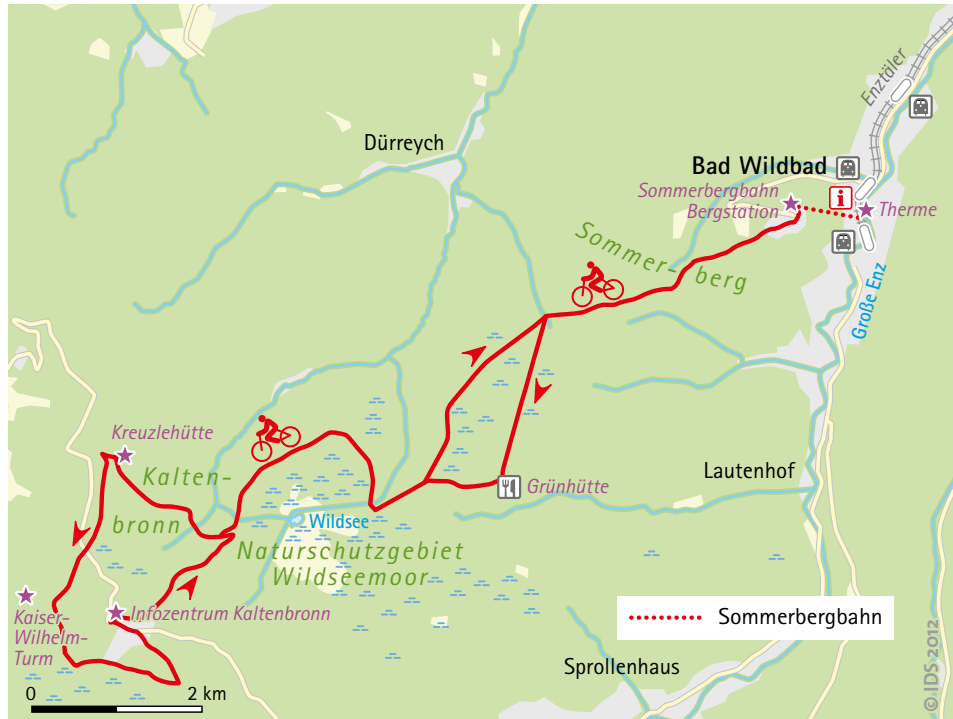 Enztäler
Dürreych
Bad Wildbad
Sommerbergbahn
Bergstation
i
Therme
Sommer-
berg
Große Enz
Kreuzlehütte
Kalten-
bronn
Lautenhof
Grünhütte
Wildsee
Naturschutzgebiet
Wildseemoor
Kaiser-
Wilhelm-
Turm
Infozentrum Kaltenbronn
Sommerbergbahn
Sprollenhaus
0 2 km
© IDS 2012